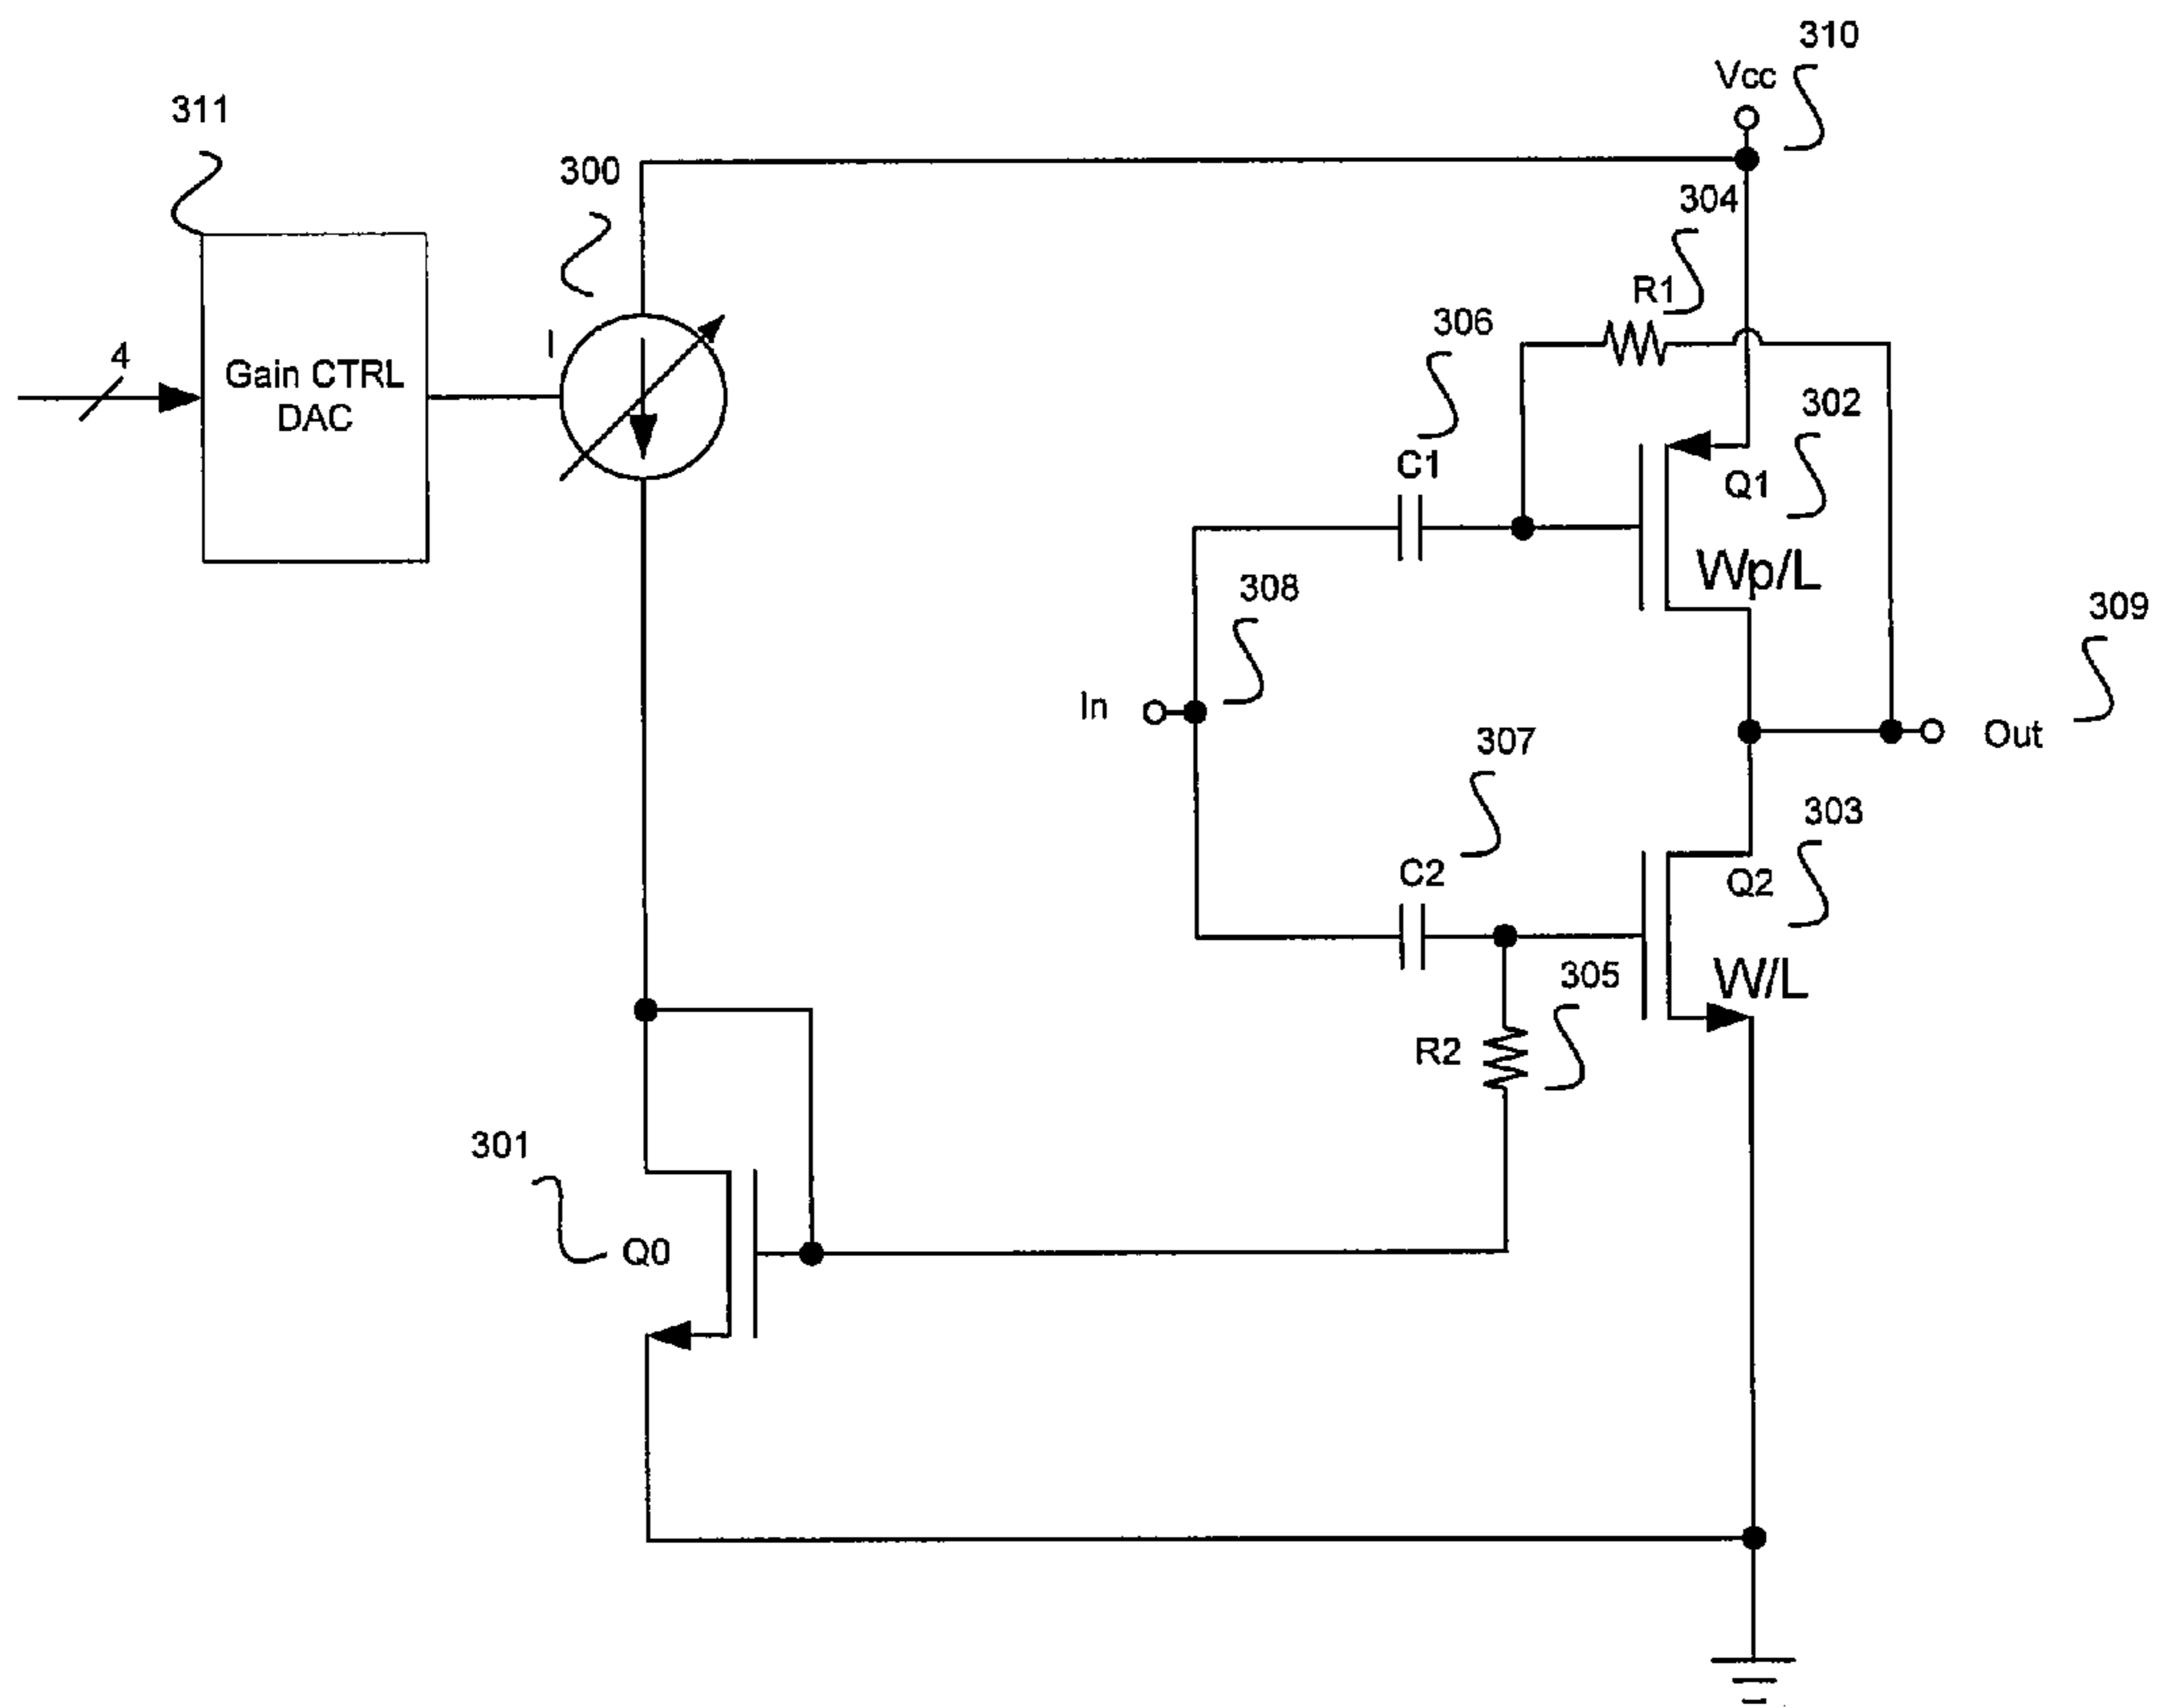 310
Vcc
311
300
304
R1
306
I
4
Gain CTRL
DAC
302
C1
Q1
Wp/L
308
309
In
307
Out
303
C2
Q2
305
W/L
R2
301
Q0